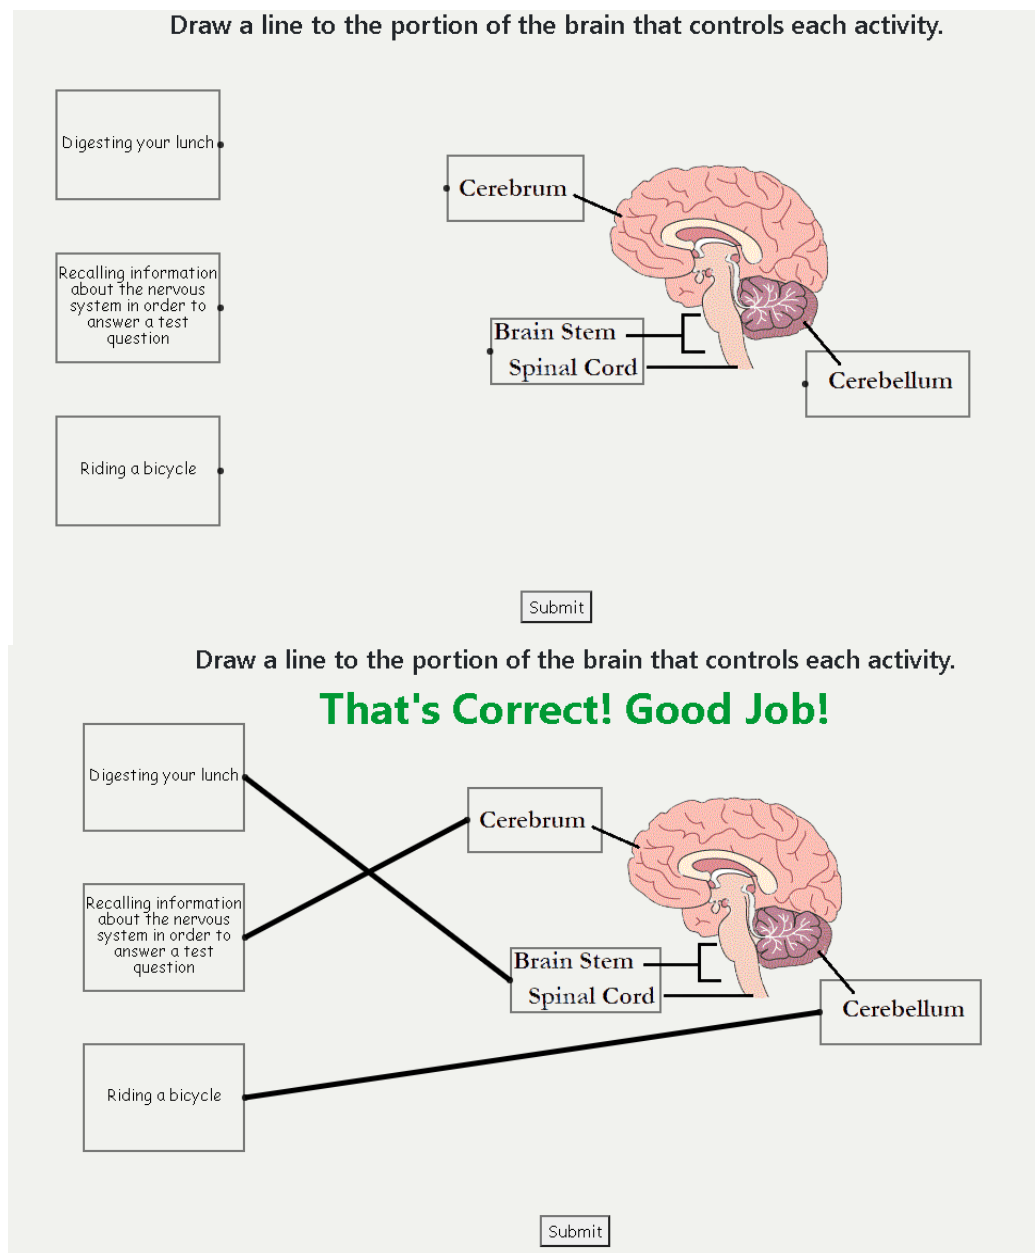 Draw a line to the portion of the brain that controls each activity.
Digesting your lunch
Cerebrum
Recalling information
about the nervous
system in order to
answer a test
question
Brain Stem
Spinal Cord
Cerebellum
Riding a bicycle
Submit
Draw a line to the portion of the brain that controls each activity.
That's Correct! Good Job!
Digesting your lunch
Cerebrum
Recalling information
about the nervous
system in order to
answer a test
question
Brain Stem
Spinal Cord
Cerebellum
Riding a bicycle
Submit